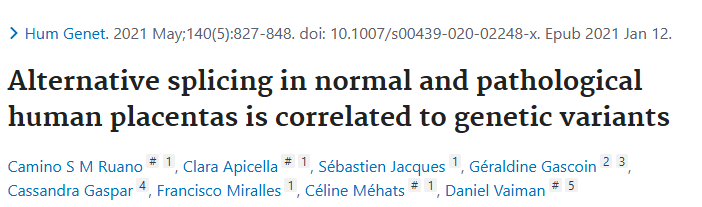 Hum Genet. 2021 May;140(5):827-848. doi: 10.1007/s00439-020-02248-x. Epub 2021 Jan 12.
Alternative splicing in normal and pathological
human placentas is correlated to genetic variants
Camino S M Ruano # 1, Clara Apicella # 1, Sébastien Jacques 1, Géraldine Gascoin 2 3,
Cassandra Gaspar 4, Francisco Miralles 1, Céline Méhats # 1, Daniel Vaiman # 5